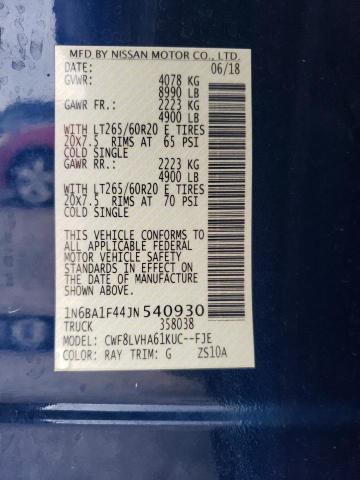 MFD BY NISSAN MOTOR CO., LTD.
DATE: 06/18
GVWR: 4078 KG
8990 LB
GAWR FR.: 2223 KG
4900 LB
WITH LT265/60R20 E TIRES
20x7.5 RIMS AT 65 PSI
COLD SINGLE
GAWR RR.: 2223 KG
4900 LB
WITH LT265/60R20 E TIRES
20x7.5 RIMS AT 70 PSI
COLD SINGLE
THIS VEHICLE CONFORMS TO
ALL APPLICABLE FEDERAL
MOTOR VEHICLE SAFETY
STANDARDS IN EFFECT ON
THE DATE OF MANUFACTURE
SHOWN ABOVE.
1N6BA1F44JN540930
TRUCK 358038
MODEL: CWF8LVHA61KUC--FJE
COLOR: RAY TRIM: G ZS10A